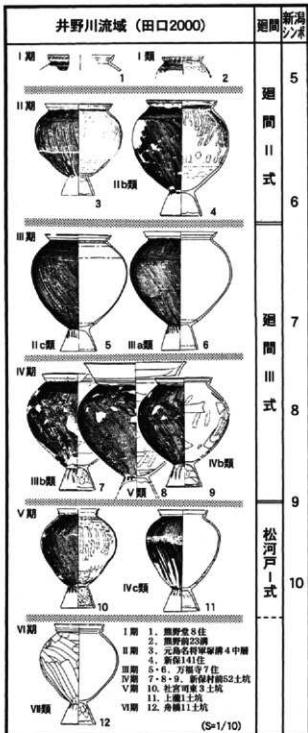 井野川流域（田口2000）
廻間
新潟シンポ
I期
I類
1
2
5
II期
IIb類
3
4
廻間II式
6
III期
IIc類
5
IIIa類
6
7
廻間III式
IV期
IIIb類
7
V類
8
IVb類
9
8
9
V期
10
IVc類
11
松河戸I式
10
VI期
VII類
12
I期 1. 熊野堂8住
2. 熊野前23溝
II期 3. 元島名将軍塚溝4中層
4. 新保141住
III期 5・6. 万福寺7住
IV期 7・8・9. 新保村前52土坑
V期 10. 社宮司東3土坑
11. 上滝1土坑
VI期 12. 舟橋11土坑
(S=1/10)